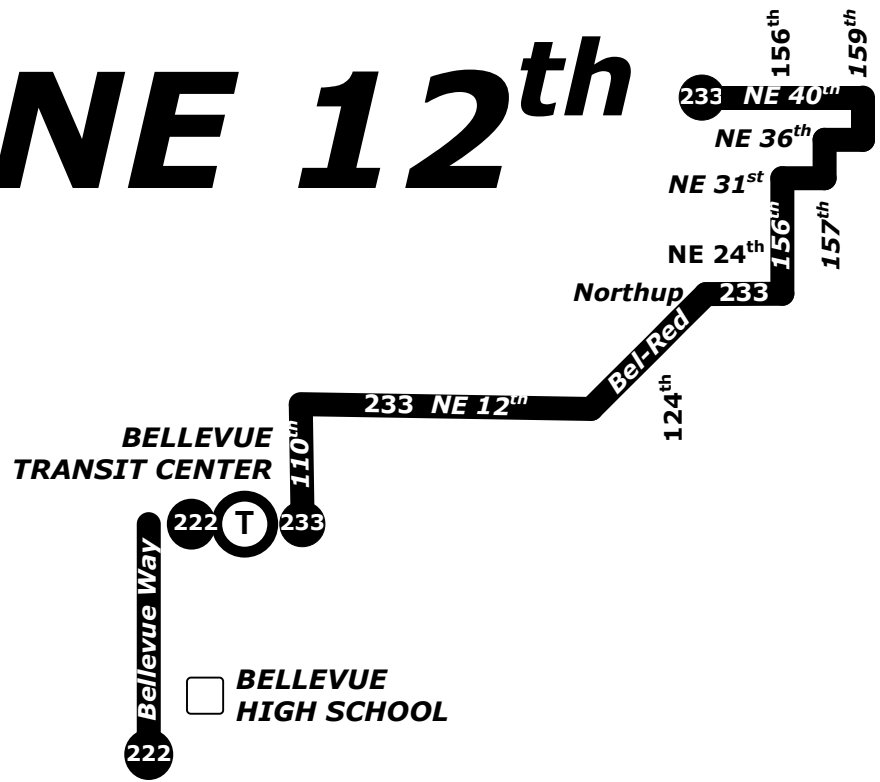 NE 12th
156th
159th
233 NE 40th
NE 36th
NE 31st
156th
157th
NE 24th
Northup 233
Bel-Red
124th
233 NE 12th
110th
BELLEVUE
TRANSIT CENTER
222 T 233
Bellevue Way
BELLEVUE
HIGH SCHOOL
222